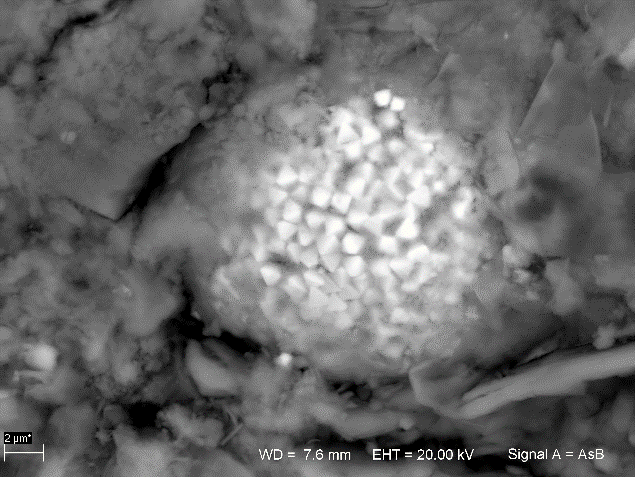 2 µm*
WD = 7.6 mm EHT = 20.00 kV Signal A = AsB